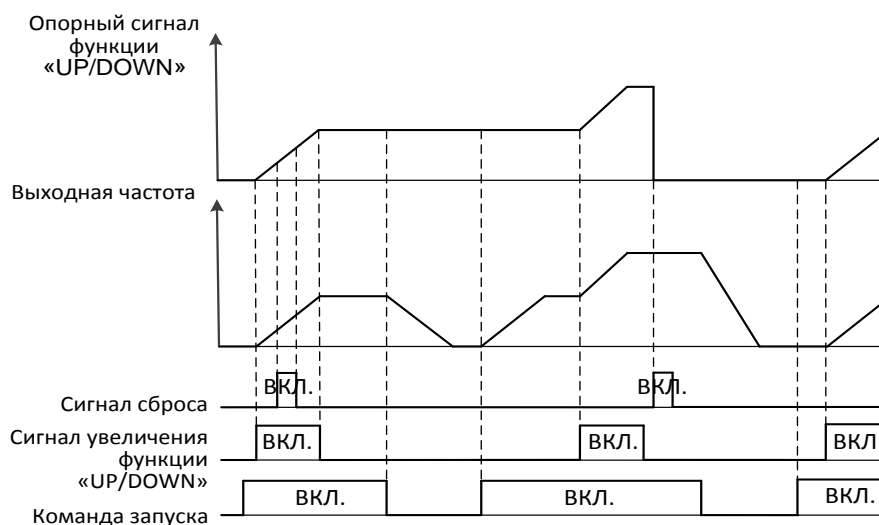 Опорный сигнал
функции
«UP/DOWN»
Выходная частота
ВКЛ.
ВКЛ.
Сигнал сброса
Сигнал увеличения
функции
«UP/DOWN»
ВКЛ.
ВКЛ.
ВКЛ
ВКЛ.
ВКЛ.
ВКЛ.
Команда запуска